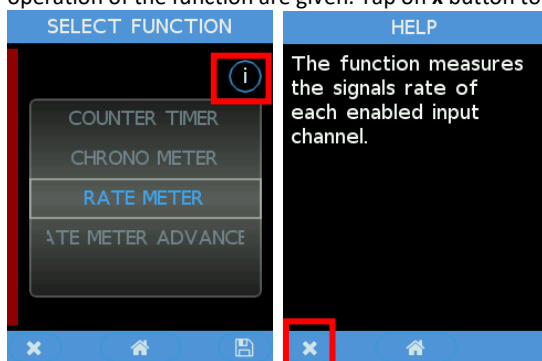 operation of the function are given. Tap on x button to
SELECT FUNCTION
i
COUNTER TIMER
CHRONO METER
RATE METER
ATE METER ADVANCE
HELP
The function measures
the signals rate of
each enabled input
channel.